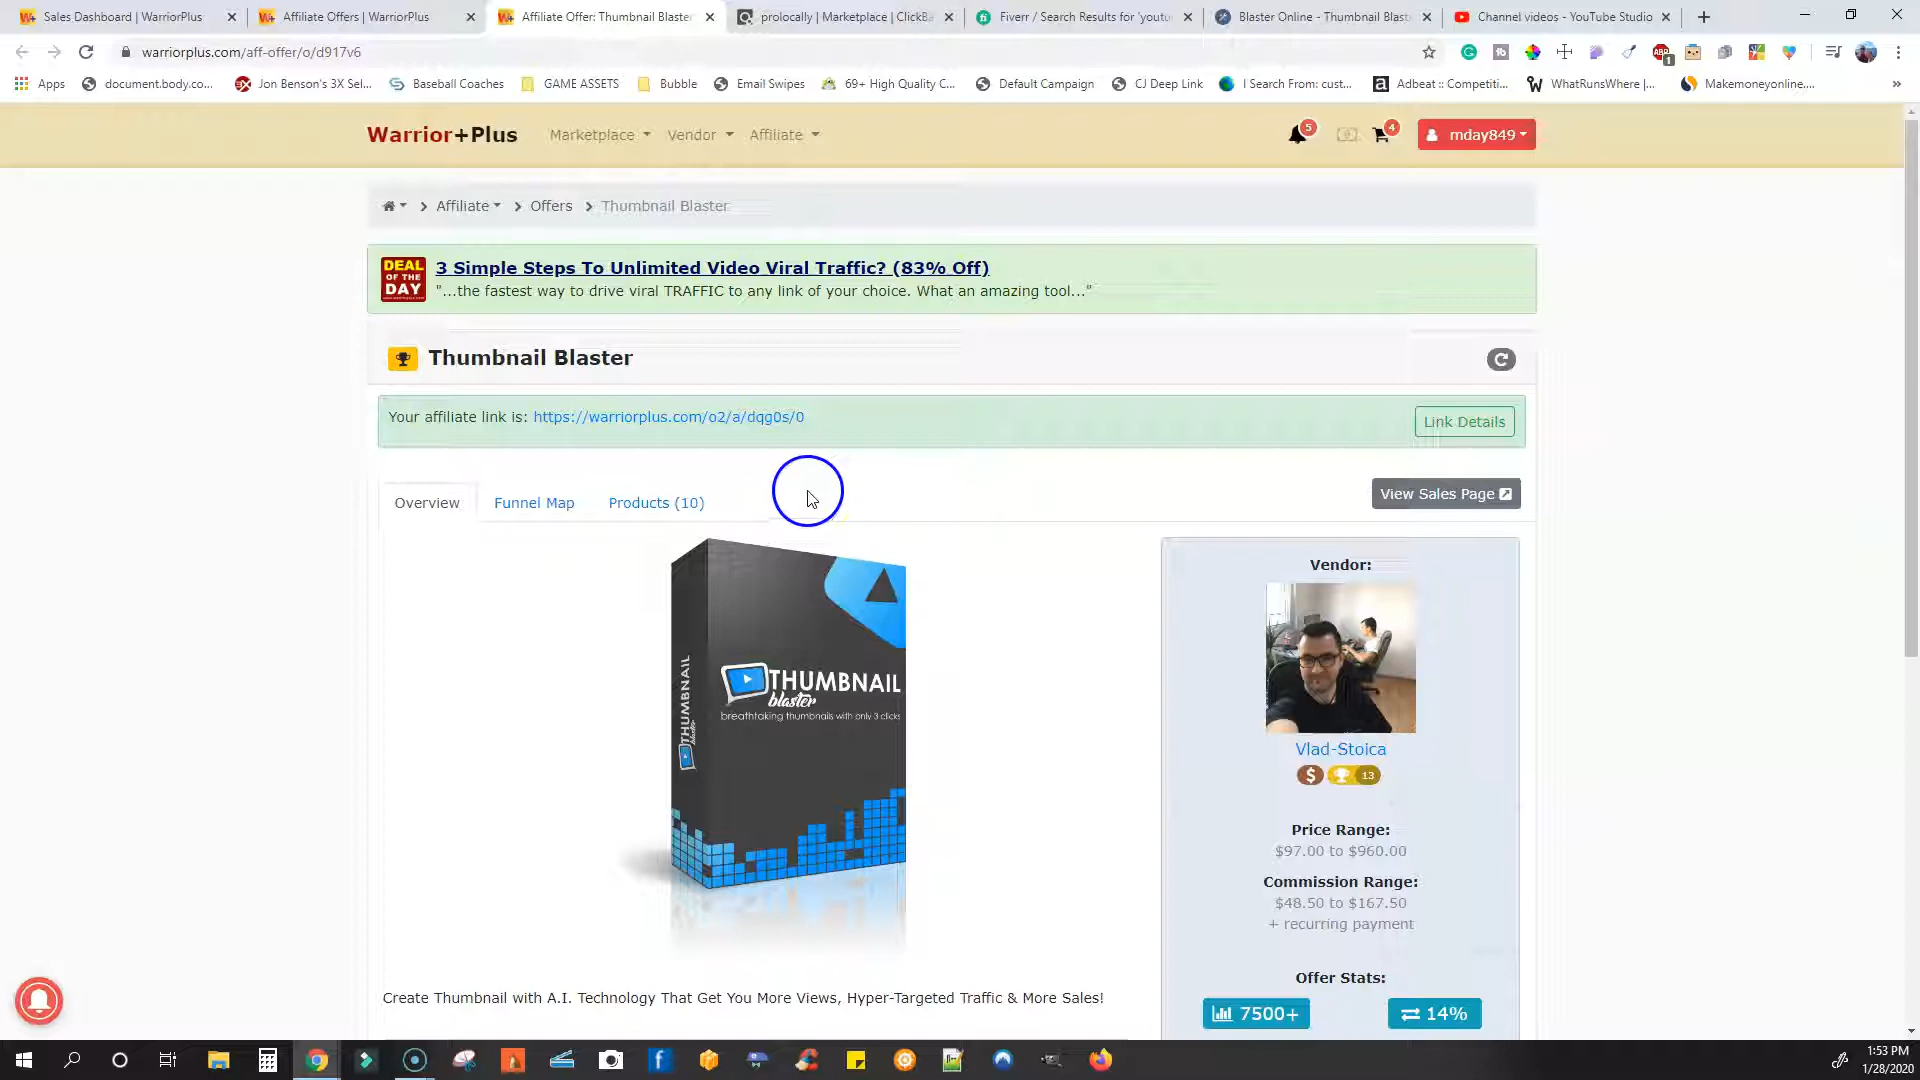 Sales Dashboard | WarriorPlus
Affiliate Offers | WarriorPlus
Affiliate Offer: Thumbnail Blaster
prolocally | Marketplace | ClickBa
Fiverr / Search Results for 'youtu
Blaster Online - Thumbnail Blast
Channel videos - YouTube Studio
warriorplus.com/aff-offer/o/d917v6
Apps
document.body.co...
Jon Benson's 3X Sel...
Baseball Coaches
GAME ASSETS
Bubble
Email Swipes
69+ High Quality C...
Default Campaign
CJ Deep Link
I Search From: cust...
Adbeat :: Competiti...
WhatRunsWhere |...
Makemoneyonline....
»
Warrior+Plus
Marketplace
Vendor
Affiliate
5
4
mday849
Affiliate
Offers
Thumbnail Blaster
DEAL
OF THE
DAY
3 Simple Steps To Unlimited Video Viral Traffic? (83% Off)
"...the fastest way to drive viral TRAFFIC to any link of your choice. What an amazing tool..."
Thumbnail Blaster
Your affiliate link is: https://warriorplus.com/o2/a/dqg0s/0
Link Details
Overview
Funnel Map
Products (10)
View Sales Page
THUMBNAIL
blaster
THUMBNAIL
blaster
breathtaking thumbnails with only 3 clicks
Vendor:
Vlad-Stoica
13
Price Range:
$97.00 to $960.00
Commission Range:
$48.50 to $167.50
+ recurring payment
Offer Stats:
7500+
14%
Create Thumbnail with A.I. Technology That Get You More Views, Hyper-Targeted Traffic & More Sales!
1:53 PM
1/28/2020